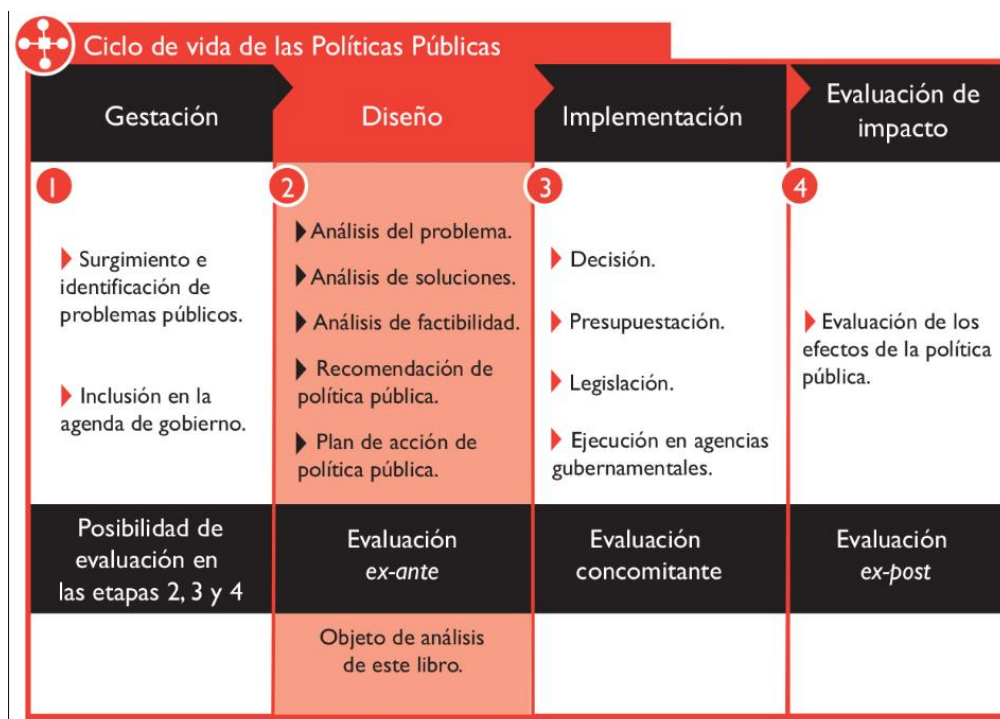 Ciclo de vida de las Políticas Públicas
Gestación
Diseño
Implementación
Evaluación de
impacto
1
Surgimiento e
identificación de
problemas públicos.
Inclusión en la
agenda de gobierno.
2
Análisis del problema.
Análisis de soluciones.
Análisis de factibilidad.
Recomendación de
política pública.
Plan de acción de
política pública.
3
Decisión.
Presupuestación.
Legislación.
Ejecución en agencias
gubernamentales.
4
Evaluación de los
efectos de la política
pública.
Posibilidad de
evaluación en
las etapas 2, 3 y 4
Evaluación
ex-ante
Evaluación
concomitante
Evaluación
ex-post
Objeto de análisis
de este libro.